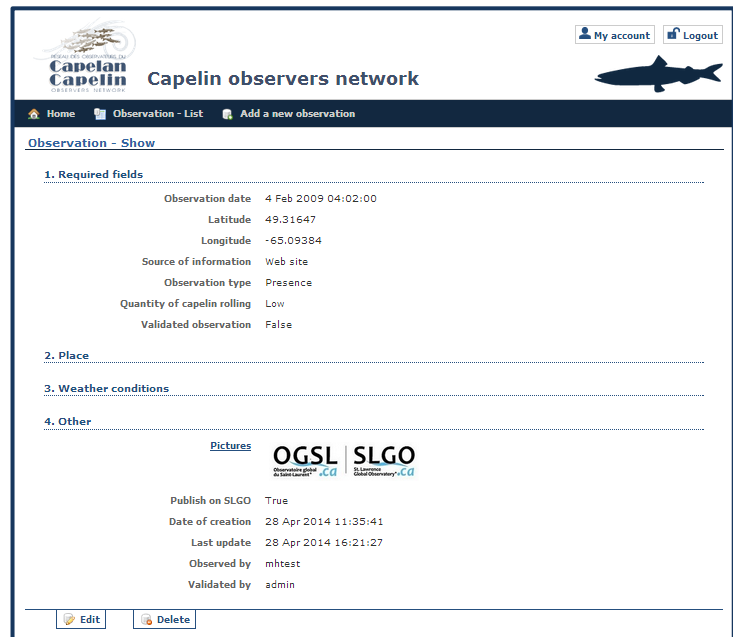 My account
Logout
RÉSEAU DES OBSERVATEURS DU
Capelan
Capelin
OBSERVERS NETWORK
Capelin observers network
Home Observation - List Add a new observation
Observation - Show
1. Required fields
Observation date 4 Feb 2009 04:02:00
Latitude 49.31647
Longitude -65.09384
Source of information Web site
Observation type Presence
Quantity of capelin rolling Low
Validated observation False
2. Place
3. Weather conditions
4. Other
Pictures
OGSL SLGO
Observatoire global St. Lawrence
du Saint-Laurent .ca Global Observatory .ca
Publish on SLGO True
Date of creation 28 Apr 2014 11:35:41
Last update 28 Apr 2014 16:21:27
Observed by mhtest
Validated by admin
Edit Delete